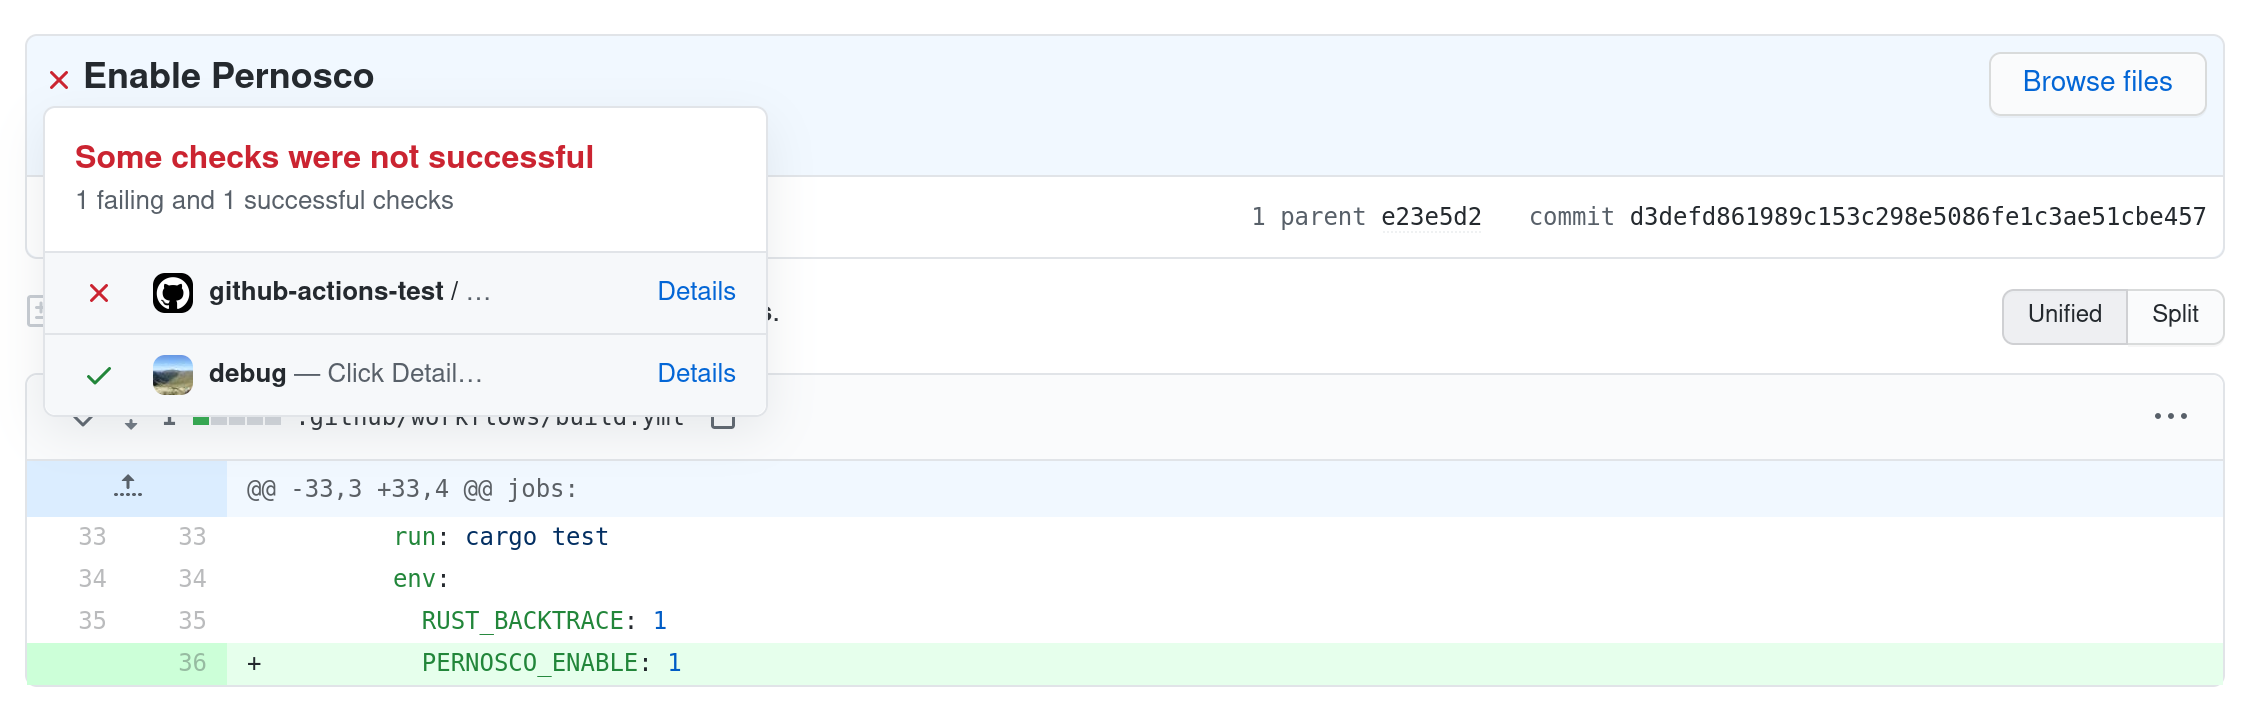 Enable Pernosco
Browse files
Some checks were not successful
1 failing and 1 successful checks
1 parent e23e5d2 commit d3defd861989c153c298e5086fe1c3ae51cbe457
github-actions-test / … Details
s.
Unified Split
debug — Click Detail… Details
1 .github/workflows/build.yml
@@ -33,3 +33,4 @@ jobs:
33 33 run: cargo test
34 34 env:
35 35 RUST_BACKTRACE: 1
36 + PERNOSCO_ENABLE: 1